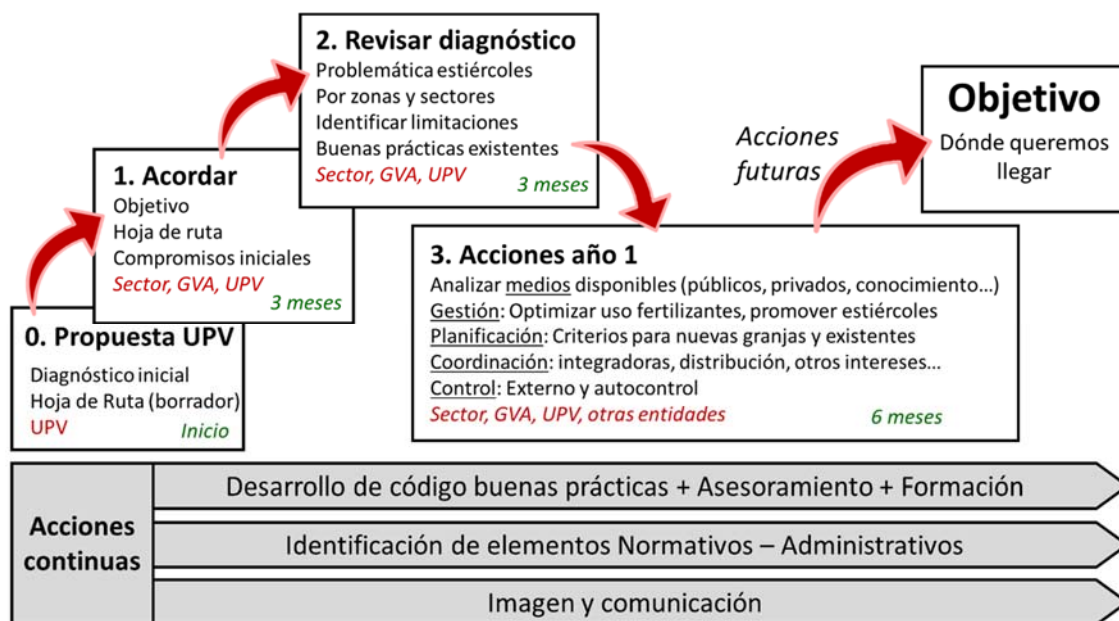 0. Propuesta UPV
Diagnóstico inicial
Hoja de Ruta (borrador)
UPV
Inicio
1. Acordar
Objetivo
Hoja de ruta
Compromisos iniciales
Sector, GVA, UPV
3 meses
2. Revisar diagnóstico
Problemática estiércoles
Por zonas y sectores
Identificar limitaciones
Buenas prácticas existentes
Sector, GVA, UPV
3 meses
3. Acciones año 1
Analizar medios disponibles (públicos, privados, conocimiento...)
Gestión: Optimizar uso fertilizantes, promover estiércoles
Planificación: Criterios para nuevas granjas y existentes
Coordinación: integradoras, distribución, otros intereses...
Control: Externo y autocontrol
Sector, GVA, UPV, otras entidades
6 meses
Acciones
futuras
Objetivo
Dónde queremos
llegar
Acciones
continuas
Desarrollo de código buenas prácticas + Asesoramiento + Formación
Identificación de elementos Normativos – Administrativos
Imagen y comunicación